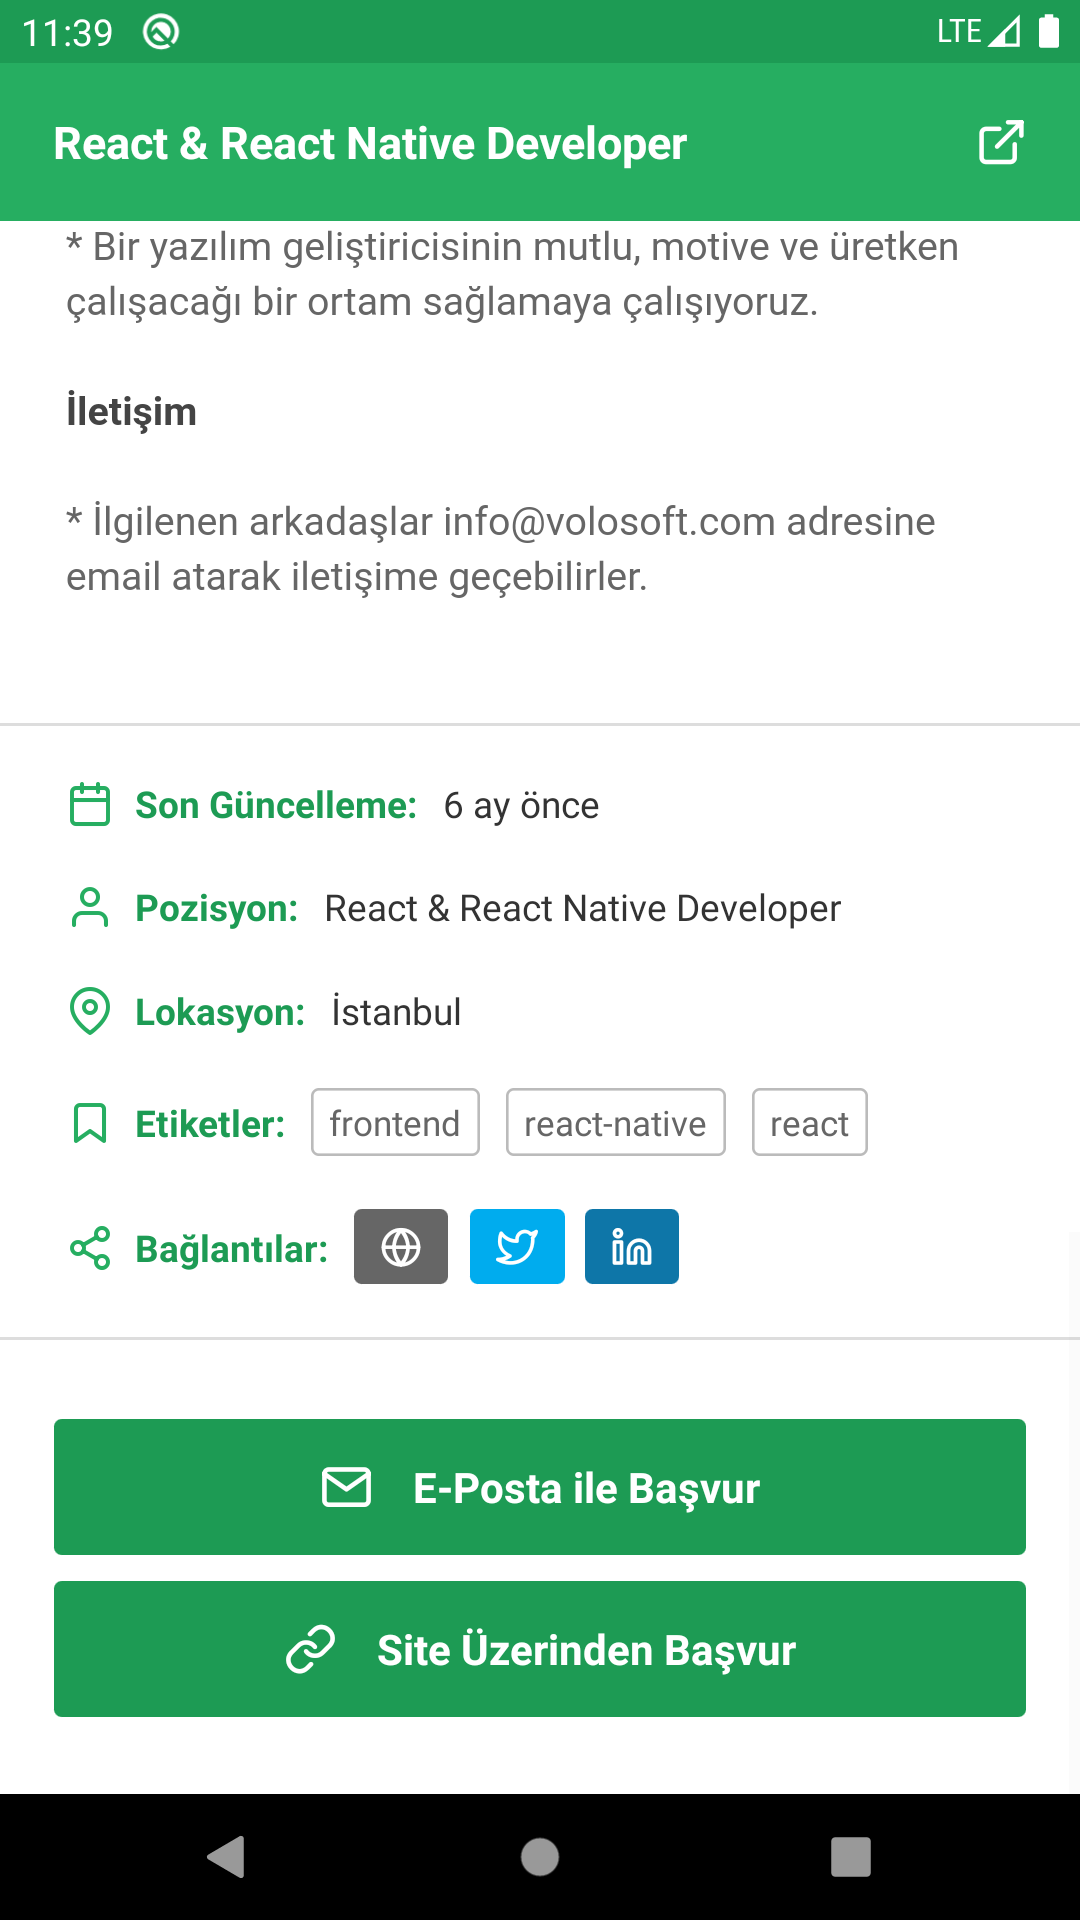 11:39
LTE
React & React Native Developer
* Bir yazılım geliştiricisinin mutlu, motive ve üretken
çalışacağı bir ortam sağlamaya çalışıyoruz.
İletişim
* İlgilenen arkadaşlar info@volosoft.com adresine
email atarak iletişime geçebilirler.
Son Güncelleme: 6 ay önce
Pozisyon: React & React Native Developer
Lokasyon: İstanbul
Etiketler: frontend react-native react
Bağlantılar:
E-Posta ile Başvur
Site Üzerinden Başvur